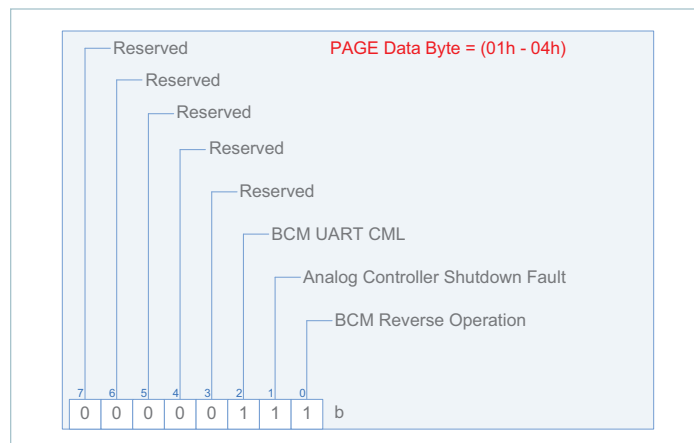 Reserved PAGE Data Byte = (01h - 04h)
Reserved
Reserved
Reserved
Reserved
BCM UART CML
Analog Controller Shutdown Fault
BCM Reverse Operation
7 6 5 4 3 2 1 0
0 0 0 0 0 1 1 1 b